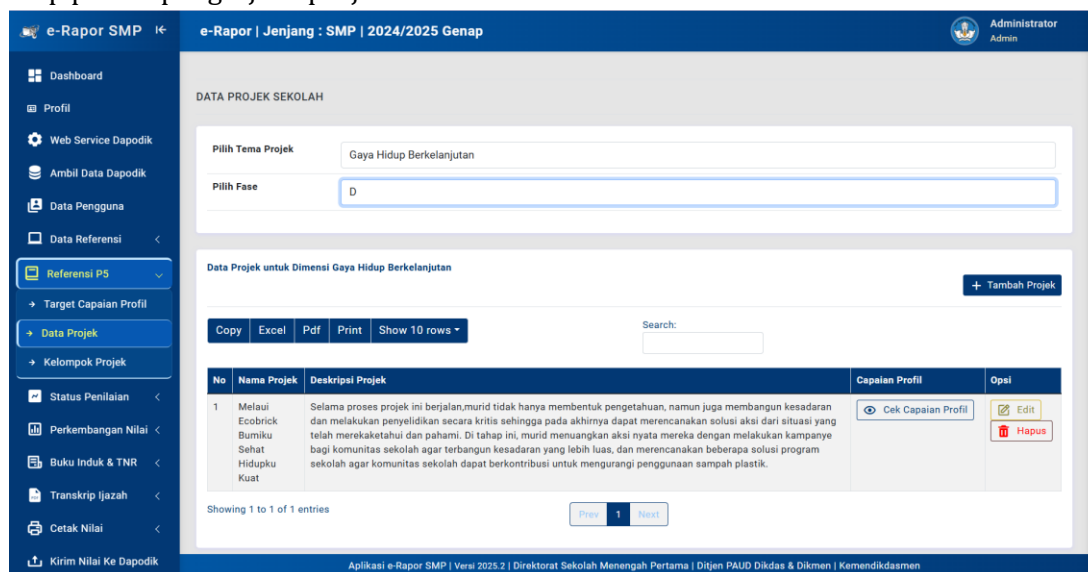 e-Rapor SMP
e-Rapor | Jenjang : SMP | 2024/2025 Genap
Administrator
Admin
Dashboard
Profil
Web Service Dapodik
Ambil Data Dapodik
Data Pengguna
Data Referensi
Referensi P5
Target Capaian Profil
Data Projek
Kelompok Projek
Status Penilaian
Perkembangan Nilai
Buku Induk & TNR
Transkrip Ijazah
Cetak Nilai
Kirim Nilai Ke Dapodik
DATA PROJEK SEKOLAH
Pilih Tema Projek
Gaya Hidup Berkelanjutan
Pilih Fase
D
Data Projek untuk Dimensi Gaya Hidup Berkelanjutan
+ Tambah Projek
Copy Excel Pdf Print Show 10 rows
Search:
No Nama Projek Deskripsi Projek Capaian Profil Opsi
1
Melaui
Ecobrick
Bumiku
Sehat
Hidupku
Kuat
Selama proses projek ini berjalan,murid tidak hanya membentuk pengetahuan, namun juga membangun kesadaran
dan melakukan penyelidikan secara kritis sehingga pada akhirnya dapat merencanakan solusi aksi dari situasi yang
telah merekaketahui dan pahami. Di tahap ini, murid menuangkan aksi nyata mereka dengan melakukan kampanye
bagi komunitas sekolah agar terbangun kesadaran yang lebih luas, dan merencanakan beberapa solusi program
sekolah agar komunitas sekolah dapat berkontribusi untuk mengurangi penggunaan sampah plastik.
Cek Capaian Profil
Edit
Hapus
Showing 1 to 1 of 1 entries
Prev 1 Next
Aplikasi e-Rapor SMP | Versi 2025.2 | Direktorat Sekolah Menengah Pertama | Ditjen PAUD Dikdas & Dikmen | Kemendikdasmen